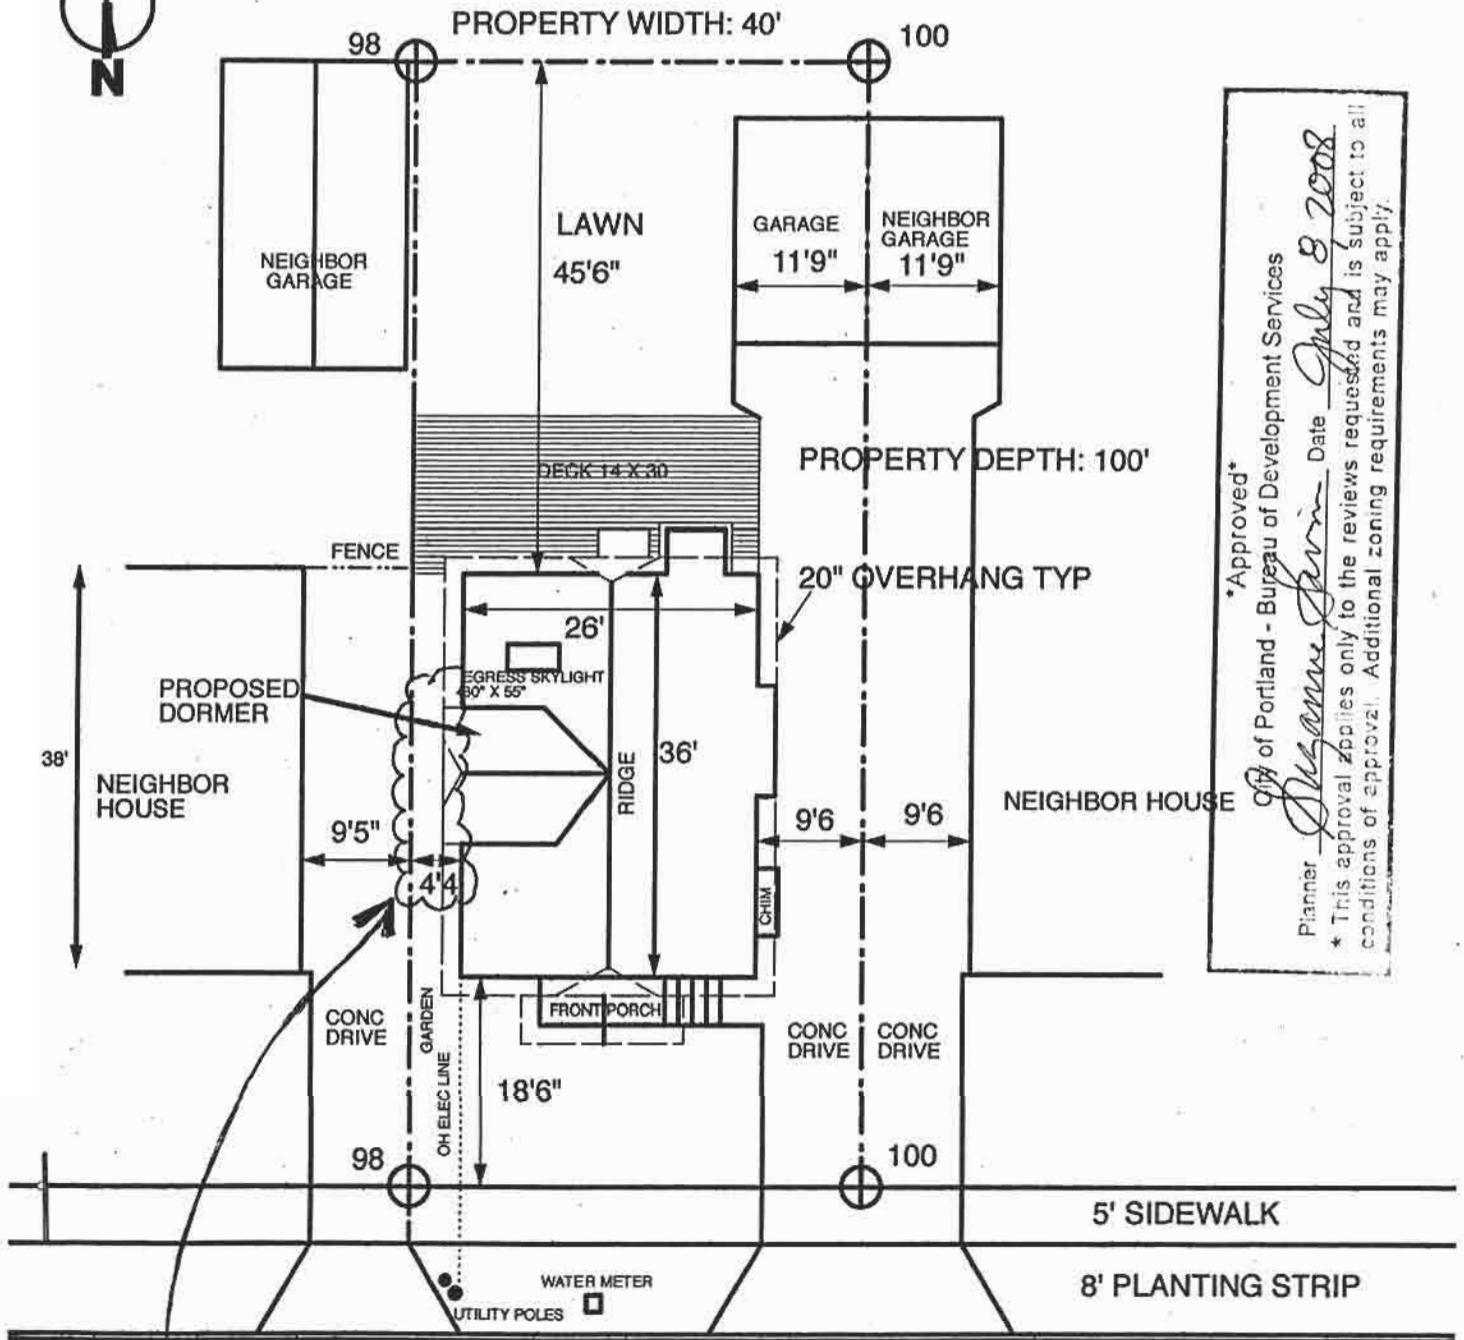 PROPERTY WIDTH: 40'
98
100
N
LAWN
45'6"
GARAGE
11'9"
NEIGHBOR
GARAGE
11'9"
NEIGHBOR
GARAGE
DECK 14 X 30
PROPERTY DEPTH: 100'
FENCE
20" OVERHANG TYP
26'
EGRESS SKYLIGHT
30" X 55"
PROPOSED
DORMER
38'
NEIGHBOR
HOUSE
RIDGE
36'
NEIGHBOR HOUSE
9'5"
4'4
9'6
9'6
CHIM
FRONT PORCH
CONC
DRIVE
GARDEN
OH ELEC LINE
CONC
DRIVE
CONC
DRIVE
18'6"
98
100
5' SIDEWALK
WATER METER
UTILITY POLES
8' PLANTING STRIP
*Approved*
City of Portland - Bureau of Development Services
Planner Date July 8, 2008
* This approval applies only to the reviews requested and is subject to all
conditions of approval. Additional zoning requirements may apply.